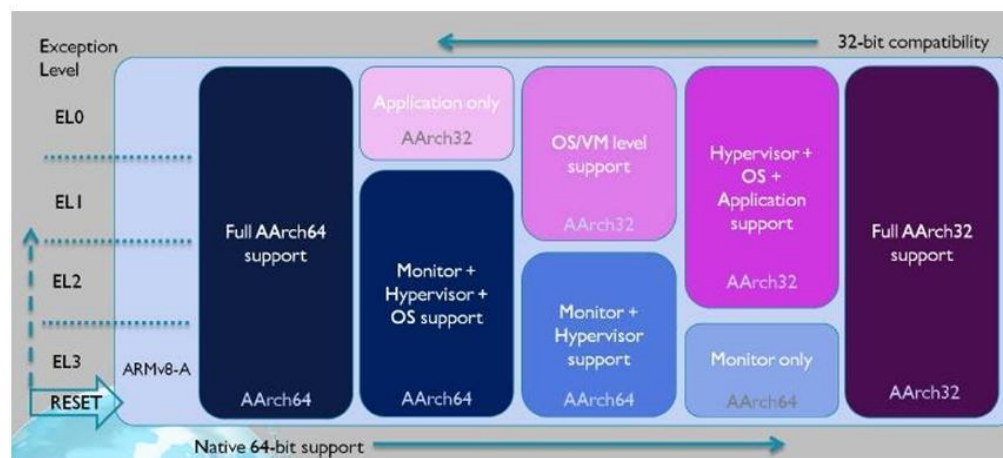 32-bit compatibility
Exception
Level
EL0
EL1
EL2
EL3
RESET
ARMv8-A
Full AArch64
support
AArch64
Application only
AArch32
Monitor +
Hypervisor +
OS support
AArch64
OS/VM level
support
AArch32
Monitor +
Hypervisor
support
AArch64
Hypervisor +
OS +
Application
support
AArch32
Monitor only
AArch64
Full AArch32
support
AArch32
Native 64-bit support